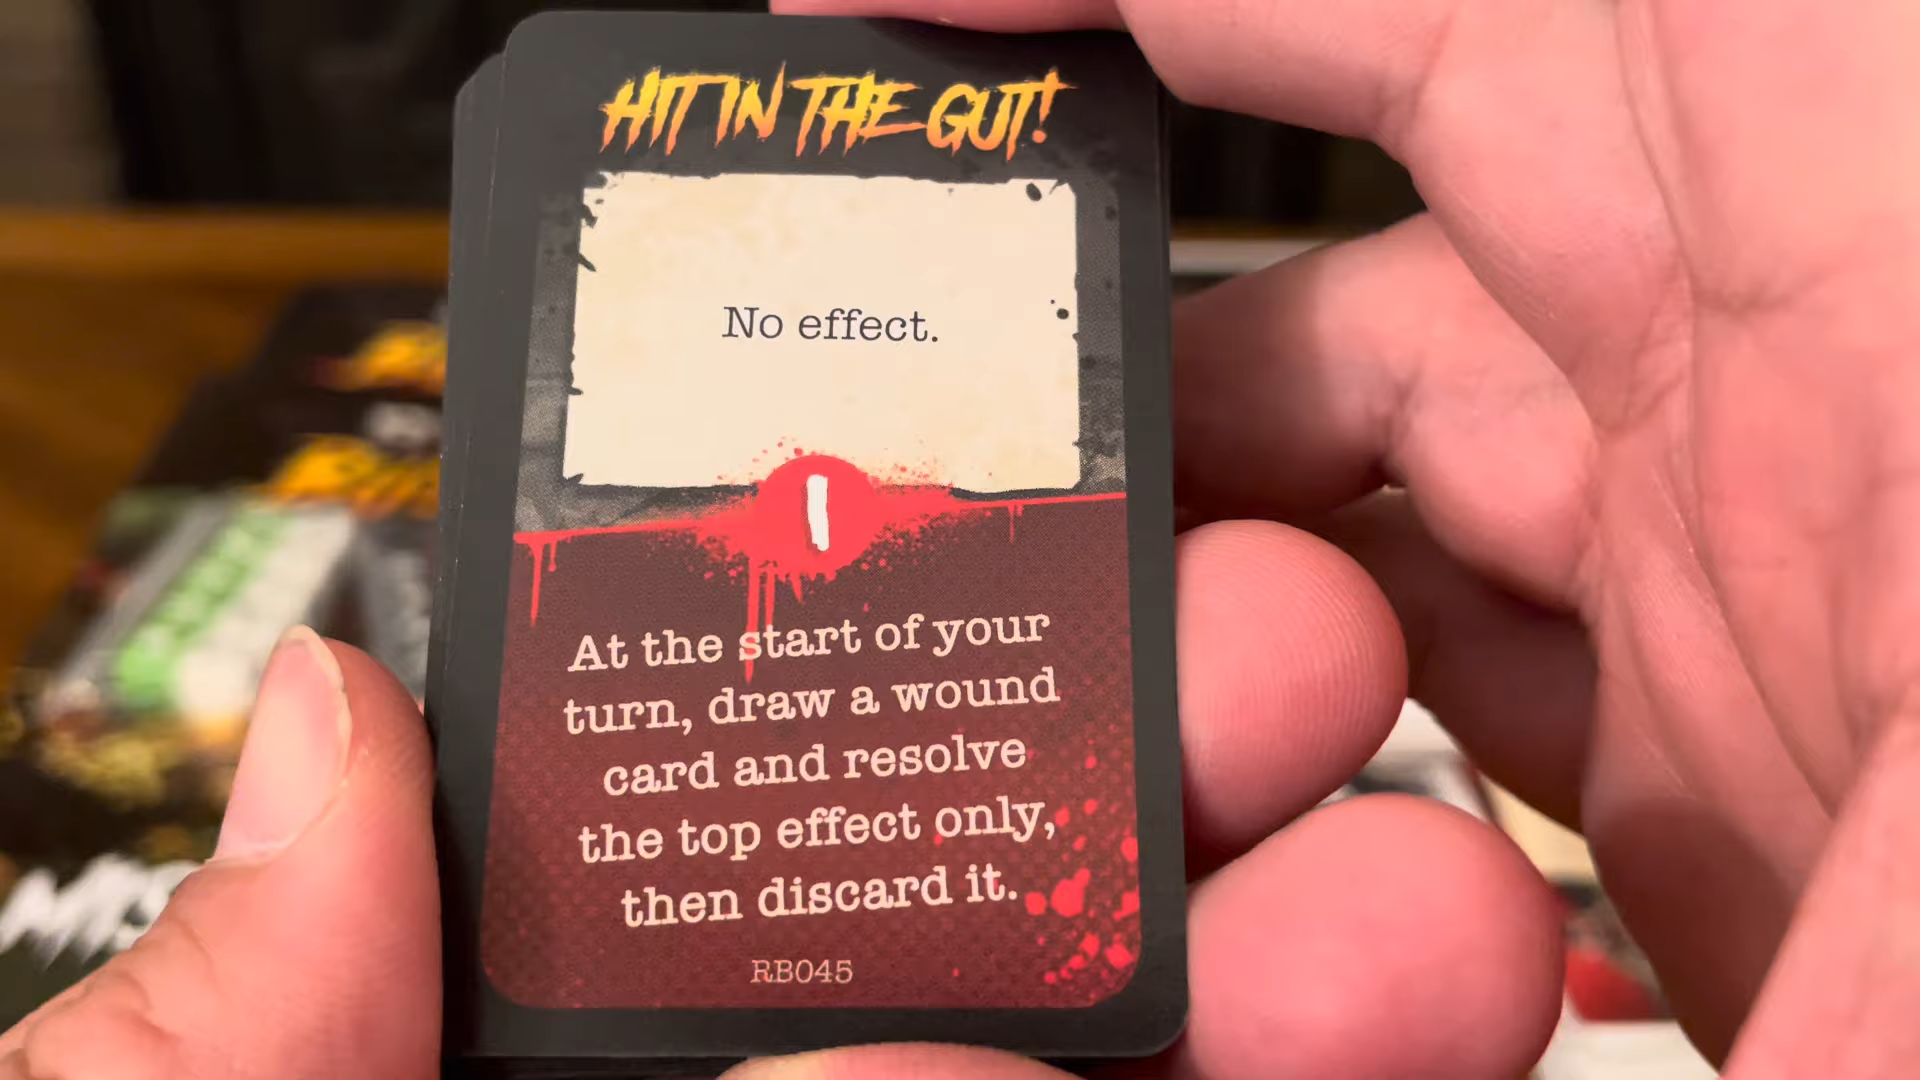 HIT IN THE GUT!
No effect.
1
At the start of your
turn, draw a wound
card and resolve
the top effect only,
then discard it.
RB045